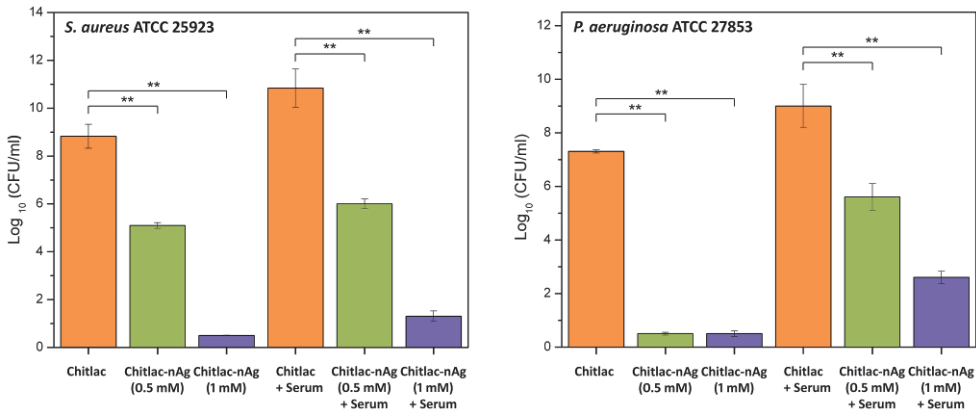 S. aureus ATCC 25923
Log 10 (CFU/ml)
14
12
10
8
6
4
2
0
**
**
**
**
Chitlac
Chitlac-nAg
(0.5 mM)
Chitlac-nAg
(1 mM)
Chitlac
+ Serum
Chitlac-nAg
(0.5 mM)
+ Serum
Chitlac-nAg
(1 mM)
+ Serum
P. aeruginosa ATCC 27853
Log10 (CFU/ml)
12
10
8
6
4
2
0
**
**
**
**
Chitlac
Chitlac-nAg
(0.5 mM)
Chitlac-nAg
(1 mM)
Chitlac
+ Serum
Chitlac-nAg
(0.5 mM)
+ Serum
Chitlac-nAg
(1 mM)
+ Serum